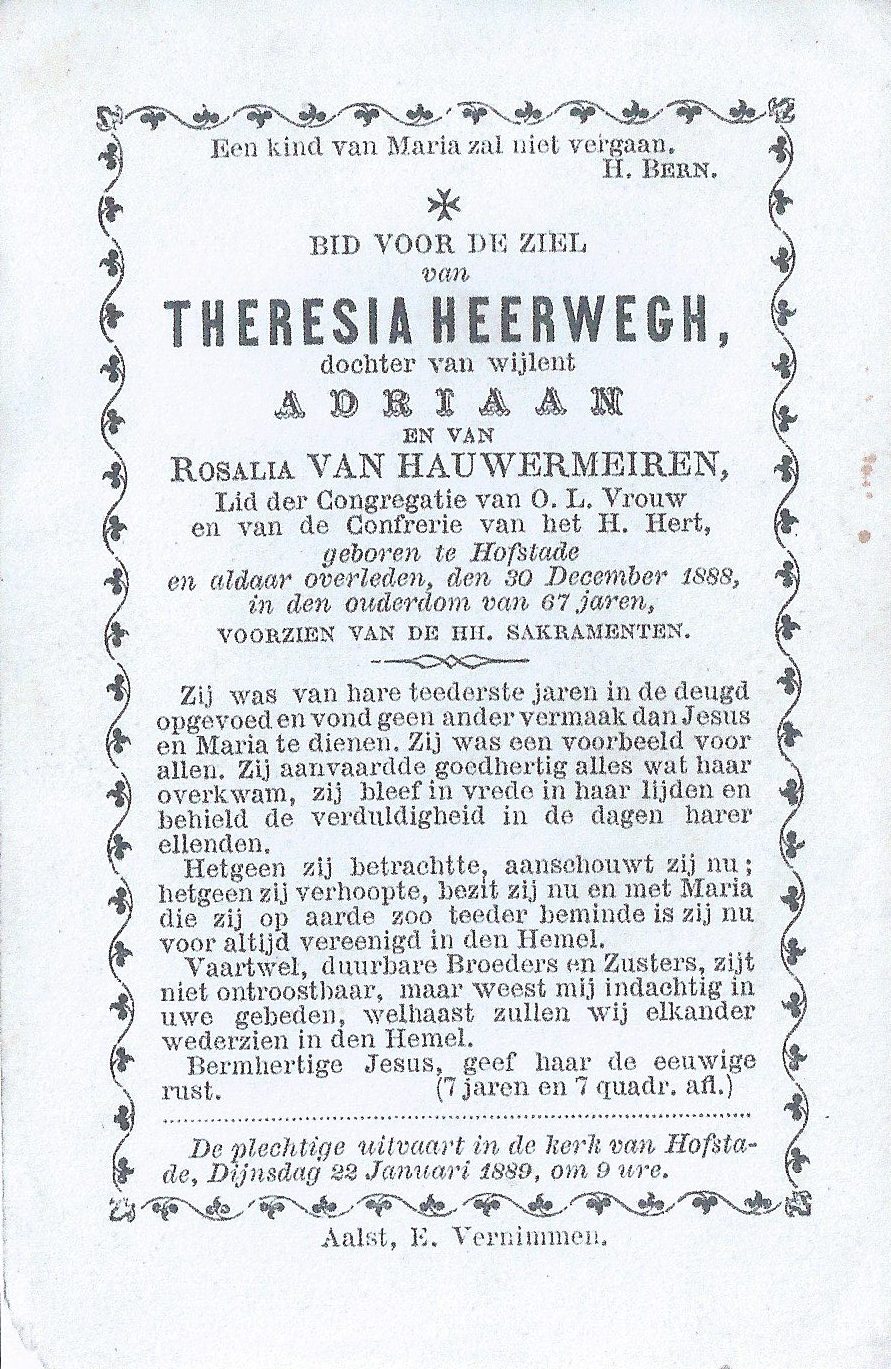 Een kind van Maria zal niet vergaan.
H. BERN.
BID VOOR DE ZIEL
van
THERESIA HEERWEGH,
dochter van wijlent
ADRIAAN
EN VAN
ROSALIA VAN HAUWERMEIREN,
Lid der Congregatie van O. L. Vrouw
en van de Confrerie van het H. Hert,
geboren te Hofstade
en aldaar overleden, den 30 December 1888,
in den ouderdom van 67 jaren,
VOORZIEN VAN DE HH. SAKRAMENTEN.
Zij was van hare teederste jaren in de deugd
opgevoed en vond geen ander vermaak dan Jesus
en Maria te dienen. Zij was een voorbeeld voor
allen. Zij aanvaardde goedhertig alles wat haar
overkwam, zij bleef in vrede in haar lijden en
behield de verduldigheid in de dagen harer
ellenden.
Hetgeen zij betrachtte, aanschouwt zij nu;
hetgeen zij verhoopte, bezit zij nu en met Maria
die zij op aarde zoo teeder beminde is zij nu
voor altijd vereenigd in den Hemel.
Vaartwel, duurbare Broeders en Zusters, zijt
niet ontroostbaar, maar weest mij indachtig in
uwe gebeden, welhaast zullen wij elkander
wederzien in den Hemel.
Bermhertige Jesus, geef haar de eeuwige
rust. (7 jaren en 7 quadr. afl.)
De plechtige uitvaart in de kerk van Hofsta-
de, Dijnsdag 22 Januari 1889, om 9 ure.
Aalst, E. Vernimmen.